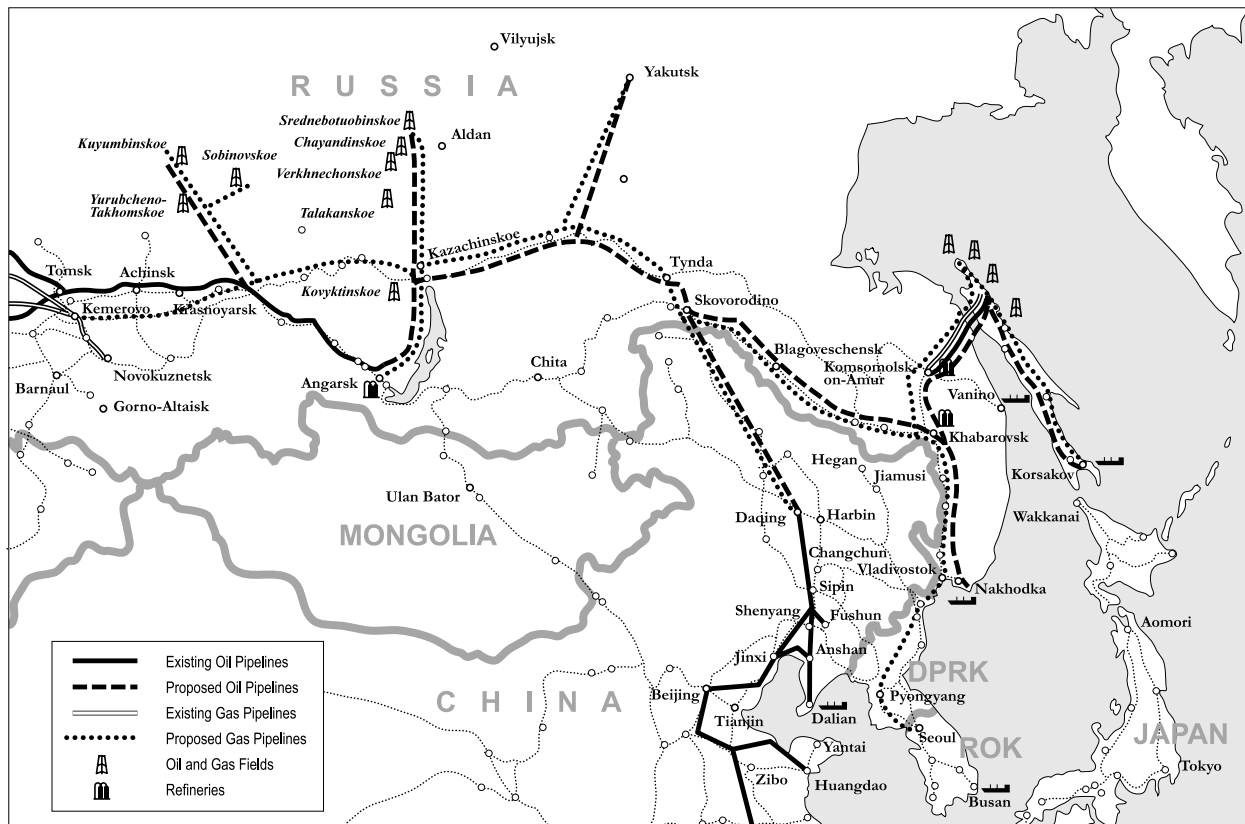 Vilyujsk
Yakutsk
RUSSIA
Srednebotuobinskoe
Chayandinskoe
Aldan
Kuyumbinskoe
Sobinovskoe
Verkhnechonskoe
Yurubcheno-
Takhomskoe
Talakanskoe
Kazachinskoe
Tomsk
Achinsk
Tynda
Kemerovo
Krasnoyarsk
Kovyktinskoe
Skovorodino
Novokuznetsk
Barnaul
Gorno-Altaisk
Angarsk
Chita
Blagoveschensk
Komsomolsk
on-Amur
Vanino
Khabarovsk
Korsakov
Hegan
Jiamusi
Ulan Bator
MONGOLIA
Daqing
Harbin
Wakkanai
Changchun
Vladivostok
Nakhodka
Sipin
Shenyang
Fushun
Aomori
Jinxi
Anshan
DPRK
CHINA
Beijing
Pyongyang
Tianjin
Dalian
Seoul
JAPAN
Yantai
ROK
Tokyo
Zibo
Huangdao
Busan
Existing Oil Pipelines
Proposed Oil Pipelines
Existing Gas Pipelines
Proposed Gas Pipelines
Oil and Gas Fields
Refineries